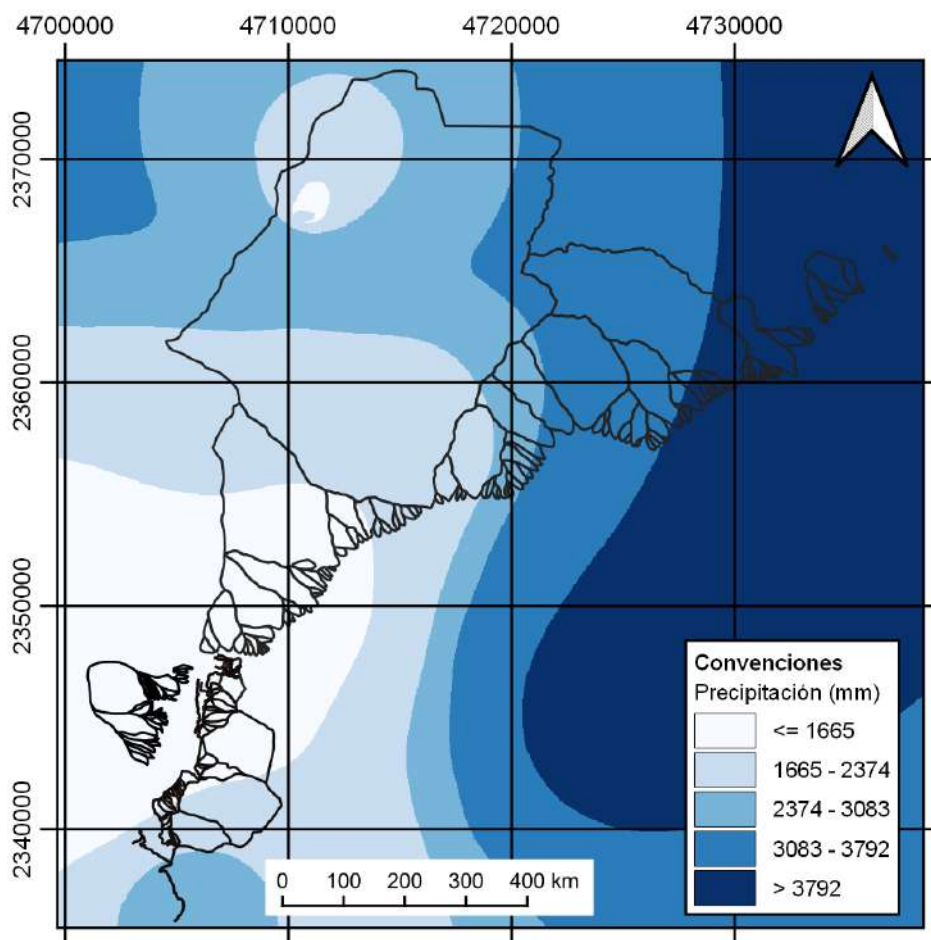 4700000 4710000 4720000 4730000
2370000
2360000
2350000
2340000
Convenciones
Precipitación (mm)
<= 1665
1665 - 2374
2374 - 3083
3083 - 3792
> 3792
0 100 200 300 400 km